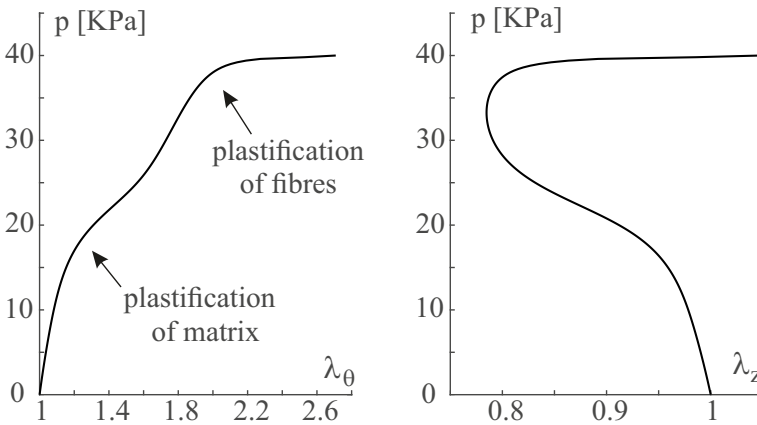 p [KPa]
40
30
20
10
0
plastification
of fibres
plastification
of matrix
λθ
1 1.4 1.8 2.2 2.6
p [KPa]
40
30
20
10
0
λz
0.8 0.9 1